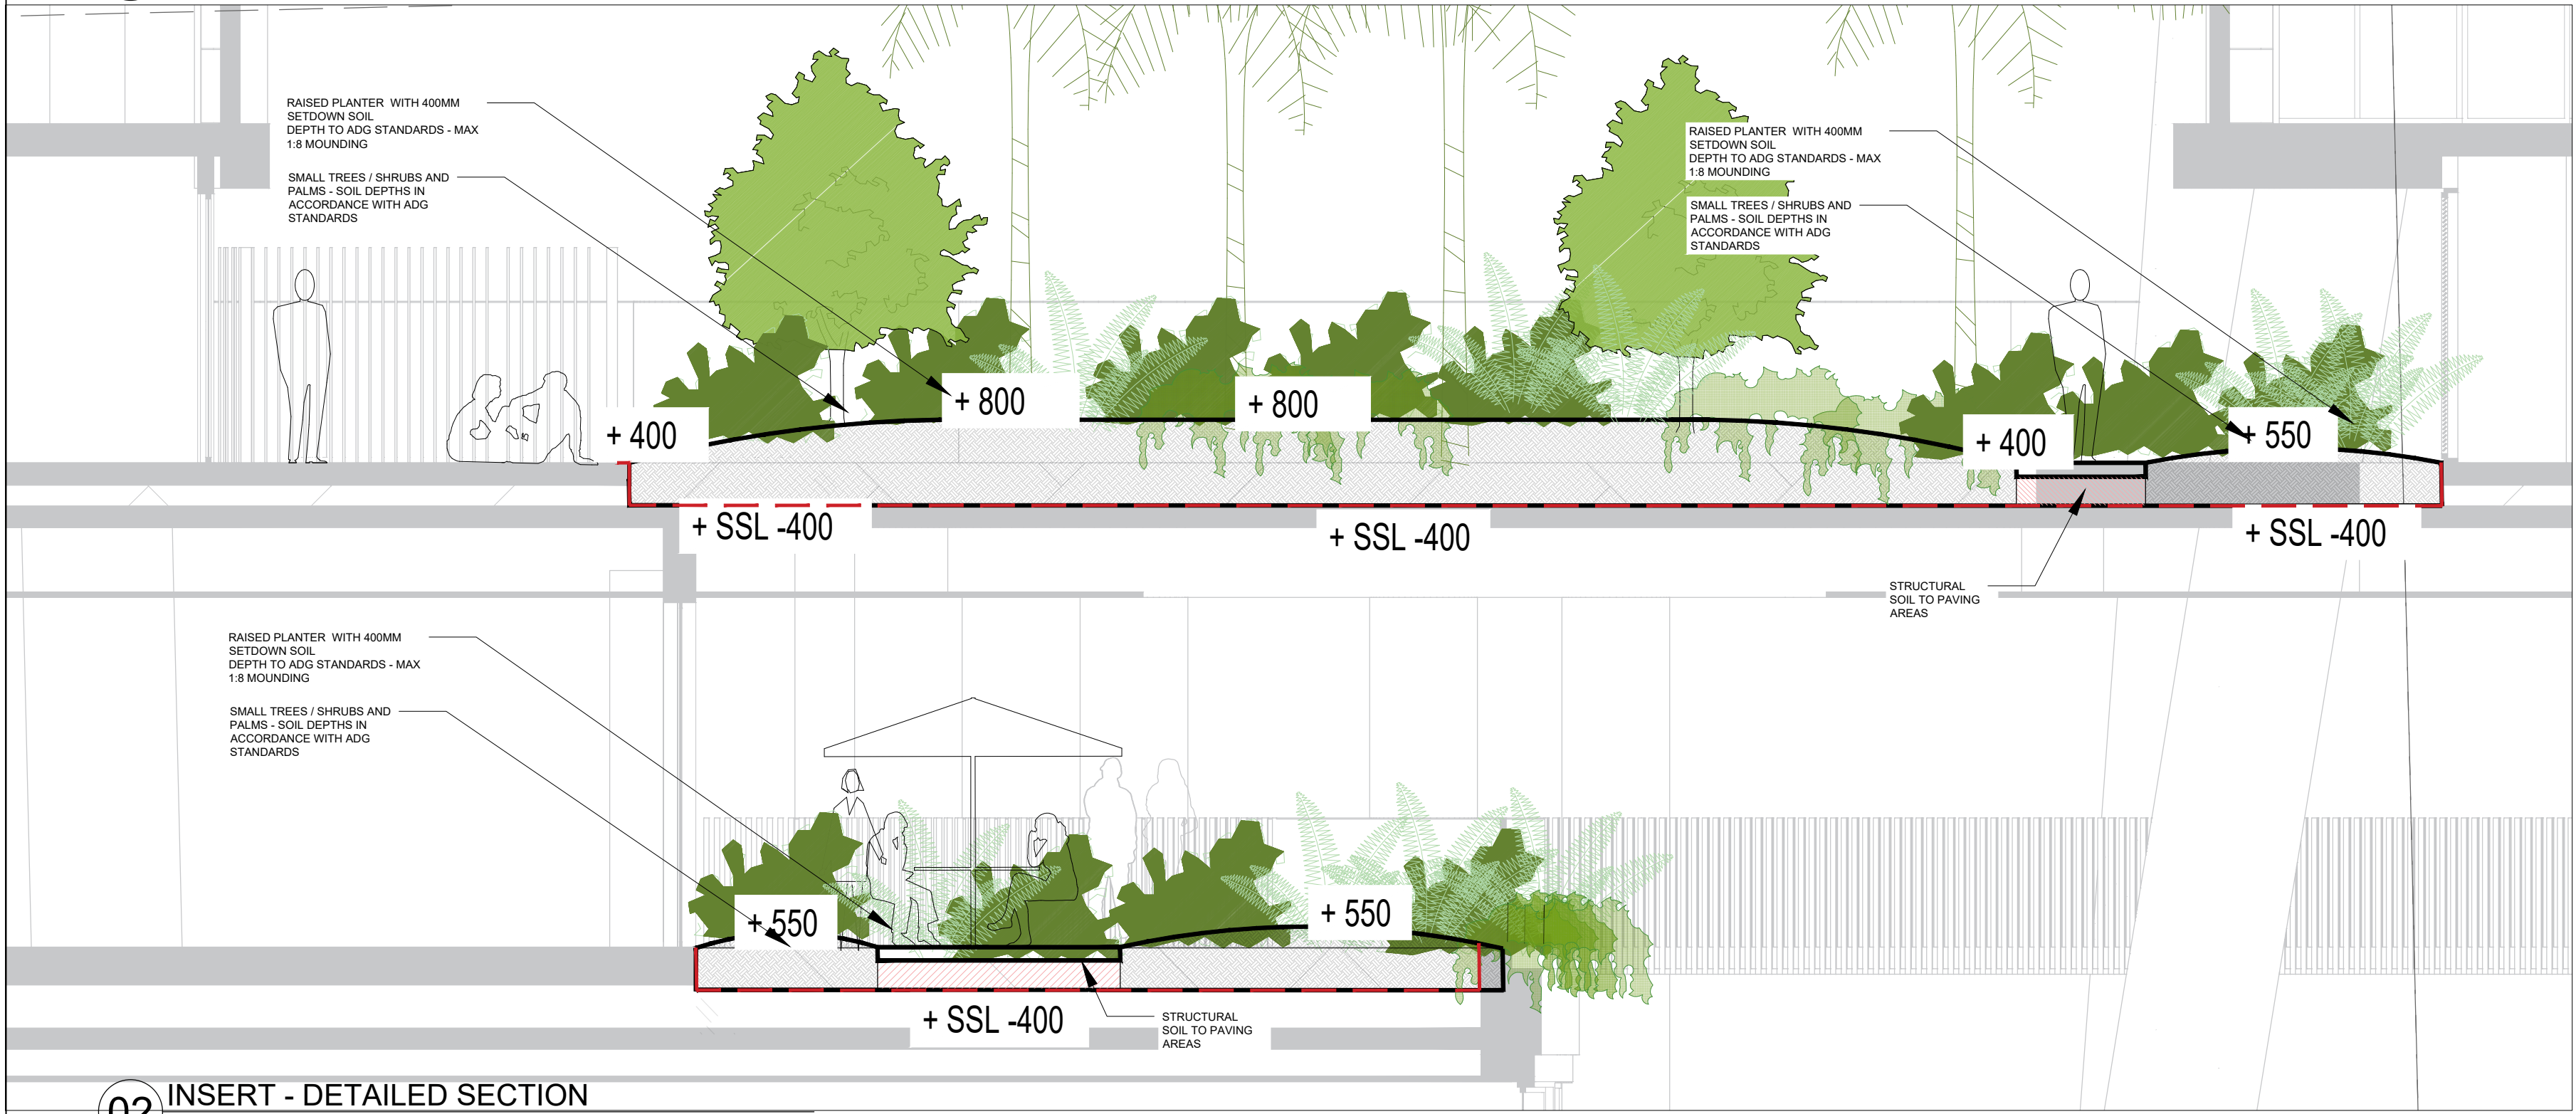 RAISED PLANTER WITH 400MM
SETDOWN SOIL
DEPTH TO ADG STANDARDS - MAX
1:8 MOUNDING
SMALL TREES / SHRUBS AND
PALMS - SOIL DEPTHS IN
ACCORDANCE WITH ADG
STANDARDS
RAISED PLANTER WITH 400MM
SETDOWN SOIL
DEPTH TO ADG STANDARDS - MAX
1:8 MOUNDING
SMALL TREES / SHRUBS AND
PALMS - SOIL DEPTHS IN
ACCORDANCE WITH ADG
STANDARDS
+ 400
+ 800
+ 800
+ 400
+ 550
+ SSL -400
+ SSL -400
+ SSL -400
STRUCTURAL
SOIL TO PAVING
AREAS
RAISED PLANTER WITH 400MM
SETDOWN SOIL
DEPTH TO ADG STANDARDS - MAX
1:8 MOUNDING
SMALL TREES / SHRUBS AND
PALMS - SOIL DEPTHS IN
ACCORDANCE WITH ADG
STANDARDS
+ 550
+ 550
+ SSL -400
STRUCTURAL
SOIL TO PAVING
AREAS
02 INSERT - DETAILED SECTION